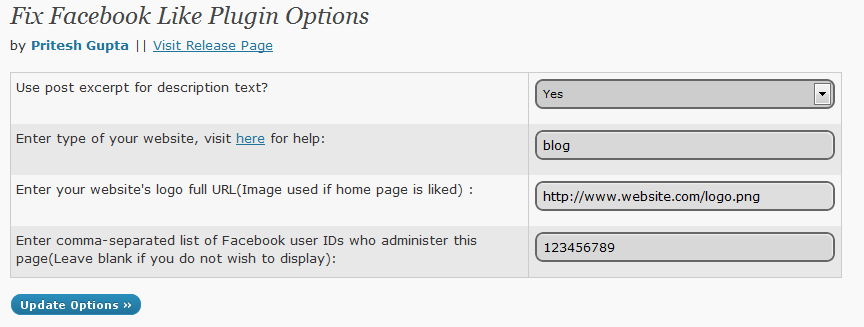 Fix Facebook Like Plugin Options
by Pritesh Gupta || Visit Release Page
Use post excerpt for description text?
Yes
Enter type of your website, visit here for help:
blog
Enter your website's logo full URL(Image used if home page is liked) :
http://www.website.com/logo.png
Enter comma-separated list of Facebook user IDs who administer this
page(Leave blank if you do not wish to display):
123456789
Update Options »